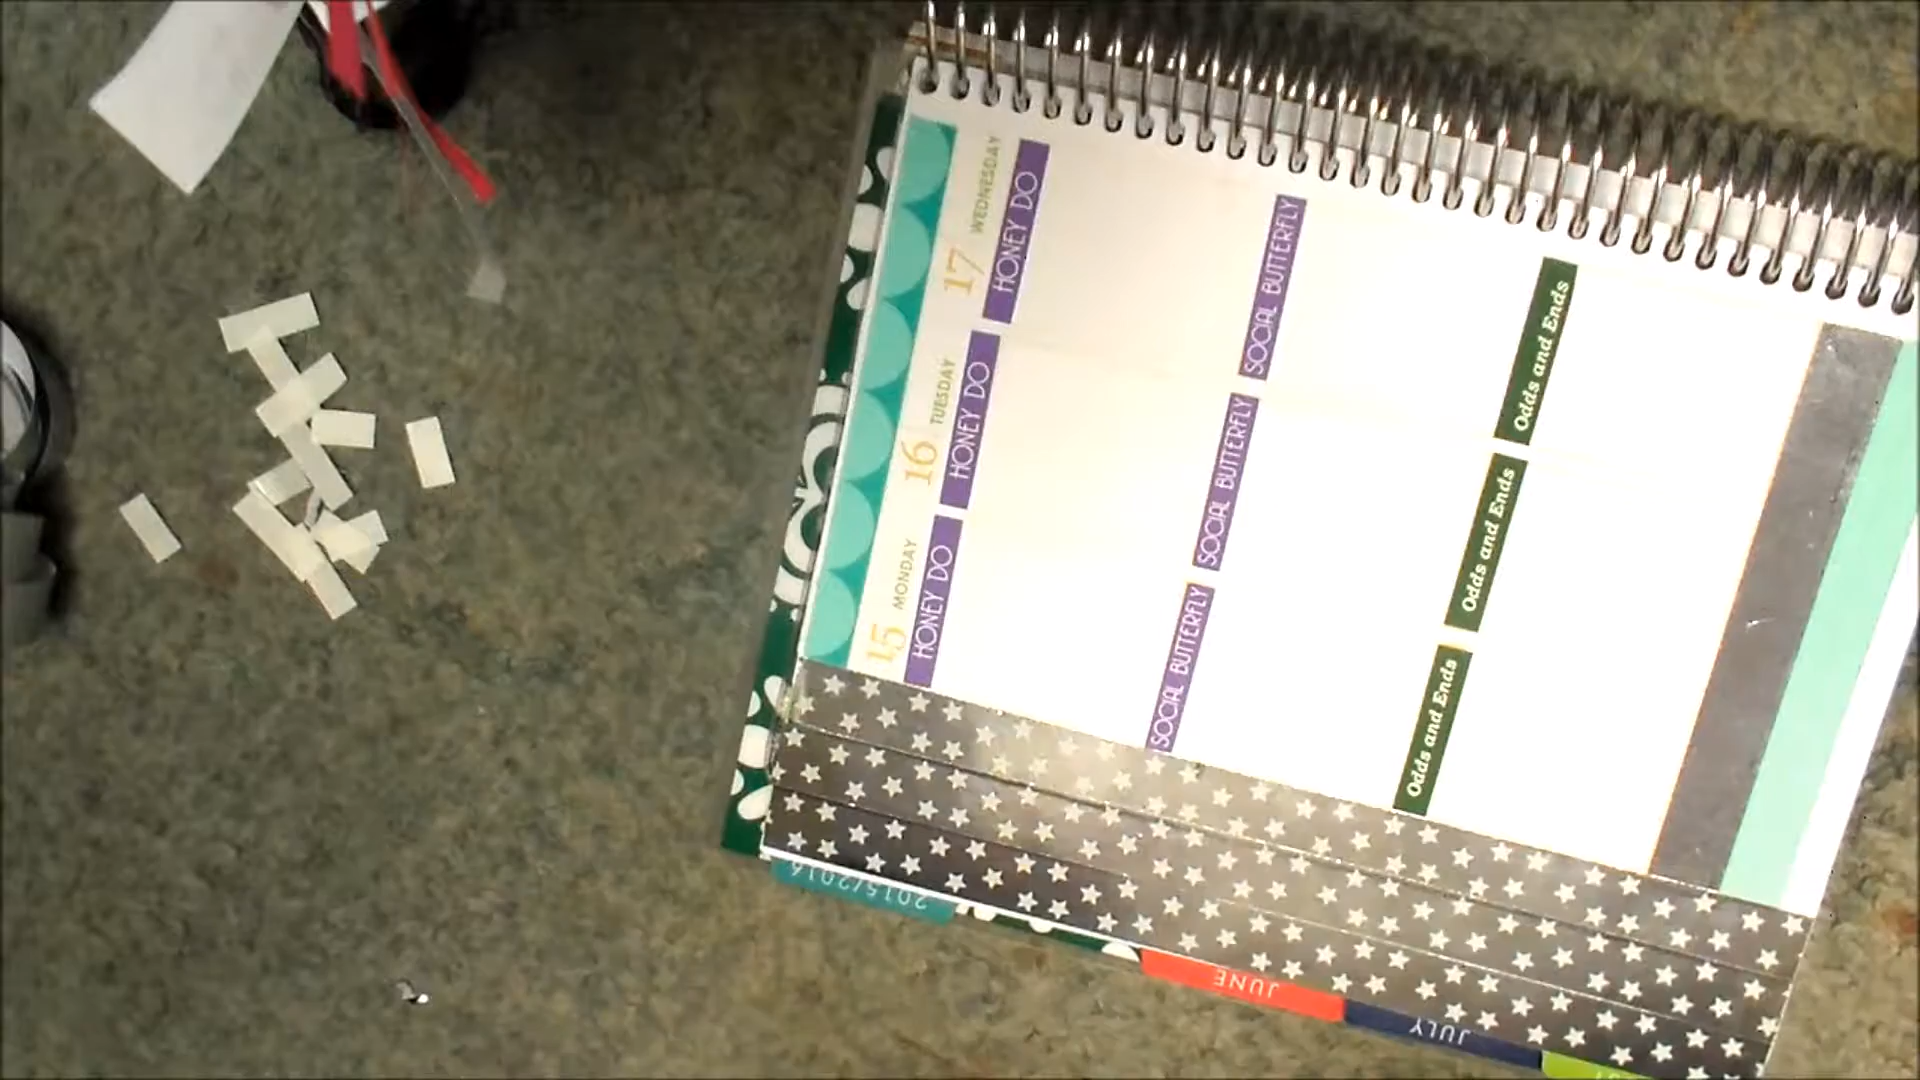 15 MONDAY
HONEY DO
SOCIAL BUTTERFLY
Odds and Ends
16 TUESDAY
HONEY DO
SOCIAL BUTTERFLY
Odds and Ends
17 WEDNESDAY
HONEY DO
SOCIAL BUTTERFLY
Odds and Ends
2015/2016
JUNE
JULY